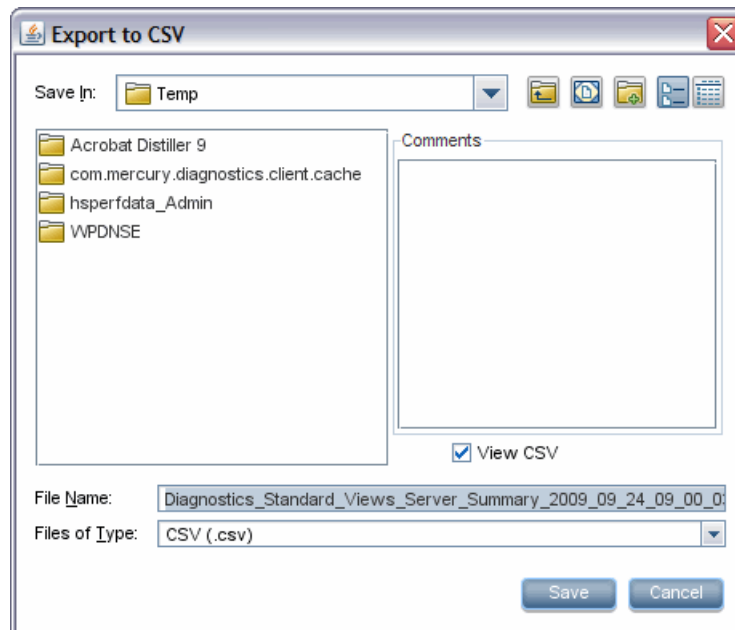 Export to CSV
Save In: Temp
Acrobat Distiller 9
com.mercury.diagnostics.client.cache
hsperfdata_Admin
WPDNSE
Comments
View CSV
File Name: Diagnostics_Standard_Views_Server_Summary_2009_09_24_09_00_0
Files of Type: CSV (.csv)
Save Cancel